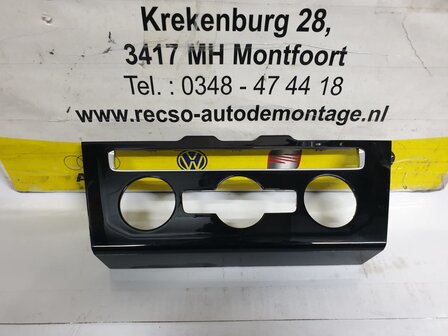 Krekenburg 28,
3417 MH Montfoort
Tel. : 0348 - 47 44 18
www.recso-autodemontage.nl